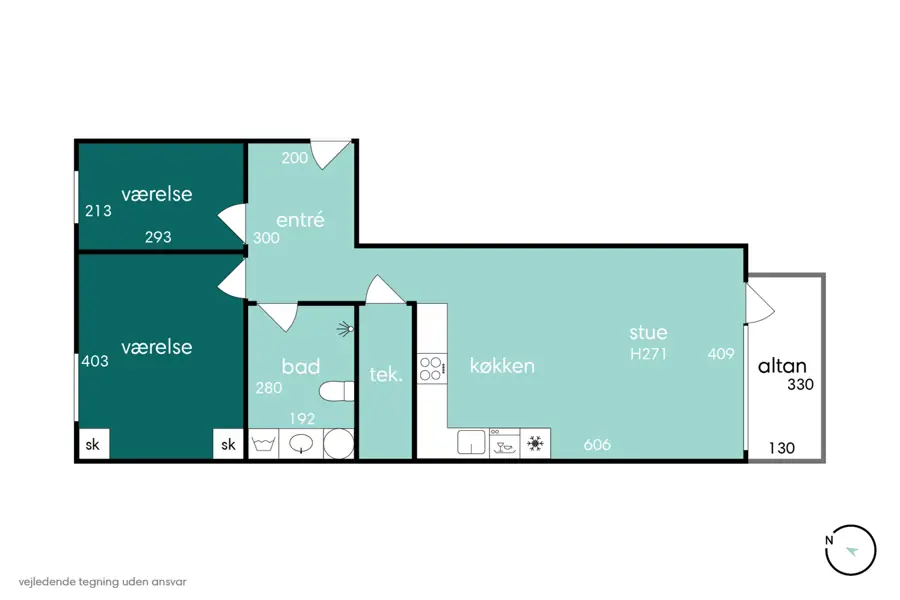 200
værelse
213
entré
293
300
stue
værelse
H271
409
403
bad
køkken
altan
tek.
330
280
192
sk
sk
606
130
N
vejledende tegning uden ansvar